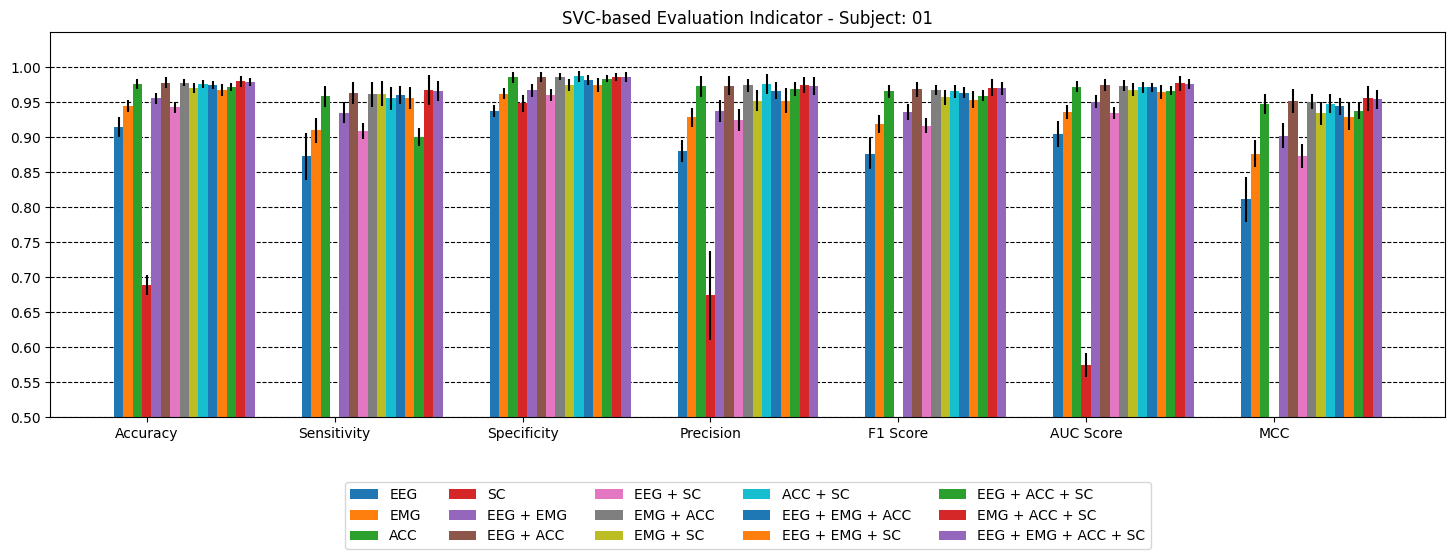 SVC-based Evaluation Indicator - Subject: 01
1.00
0.95
0.90
0.85
0.80
0.75
0.70
0.65
0.60
0.55
0.50
Accuracy Sensitivity Specificity Precision F1 Score AUC Score MCC
EEG SC EEG + SC ACC + SC EEG + ACC + SC
EMG EEG + EMG EMG + ACC EEG + EMG + ACC EMG + ACC + SC
ACC EEG + ACC EMG + SC EEG + EMG + SC EEG + EMG + ACC + SC